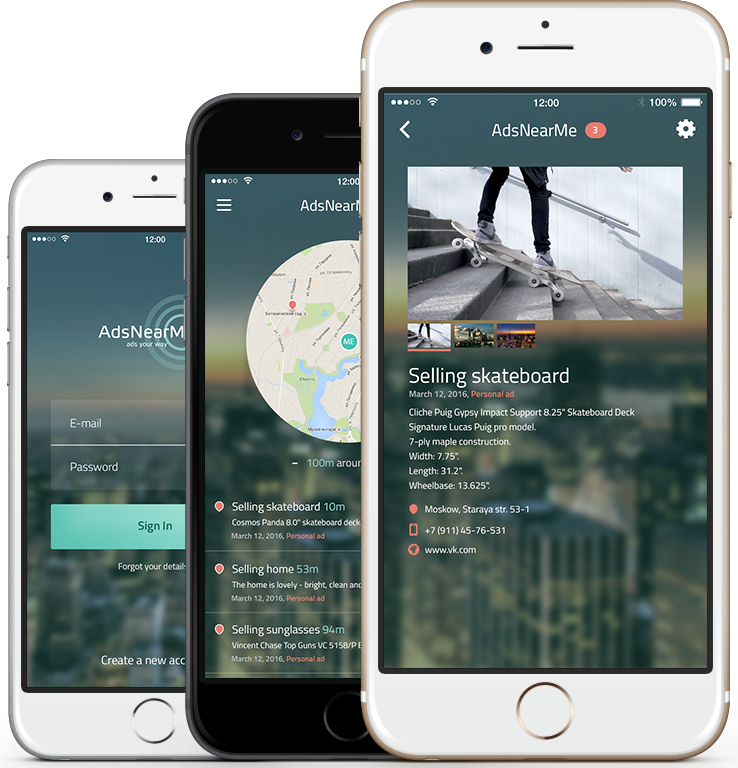 12:00
AdsNearM
ads your way
E-mail
Password
Sign In
Forgot your details
Create a new acc
12:00
AdsNearM
ME
100m aroun
Selling skateboard 10m
Cosmos Panda 8.0" skateboard deck
March 12, 2016, Personal ad
Selling home 53m
The home is lovely - bright, clean and
March 12, 2016, Personal ad
Selling sunglasses 94m
Vincent Chase Top Guns VC 5158/P
March 12, 2016, Personal ad
12:00 100%
AdsNearMe 3
Selling skateboard
March 12, 2016, Personal ad
Cliche Puig Gypsy Impact Support 8.25" Skateboard Deck
Signature Lucas Puig pro model.
7-ply maple construction.
Width: 7.75".
Length: 31.2".
Wheelbase: 13.625".
Moskow, Staraya str. 53-1
+7 (911) 45-76-531
www.vk.com